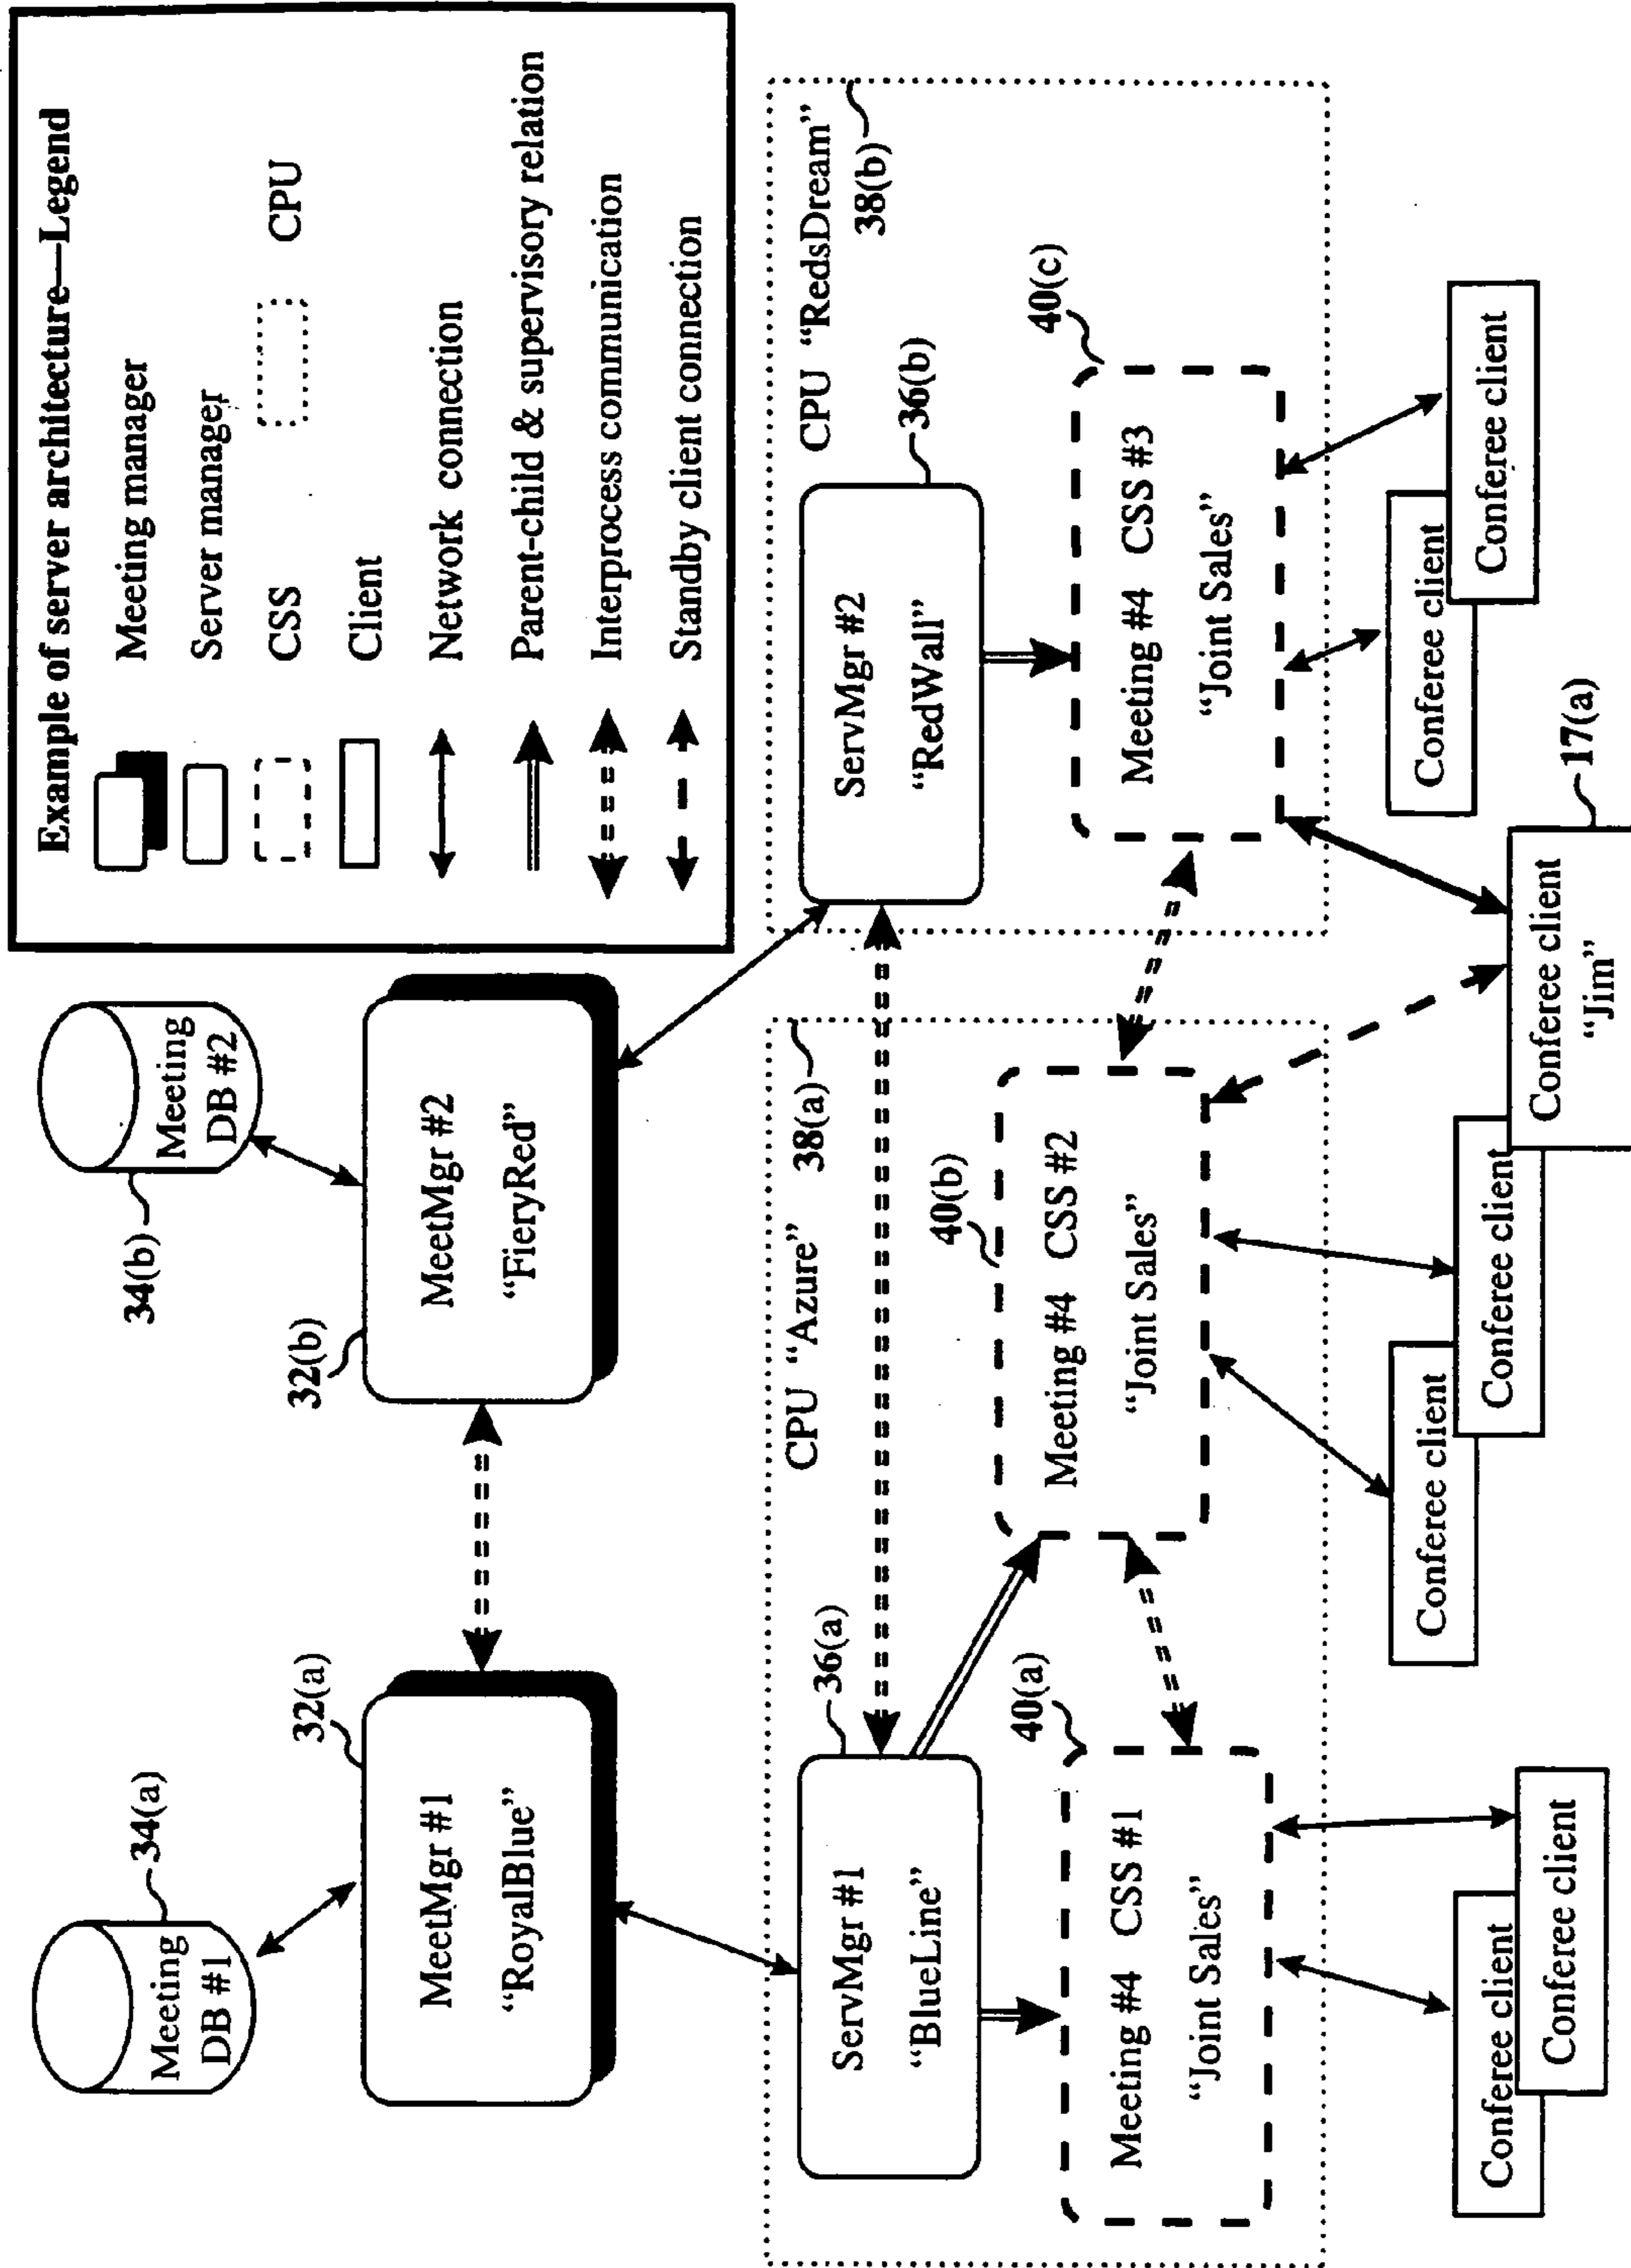 Example of server architecture—Legend
Meeting manager
Server manager
CSS
CPU
Client
Network connection
Parent-child & supervisory relation
Interprocess communication
Standby client connection
34(a)
Meeting
DB #1
32(a)
MeetMgr #1
“RoyalBlue”
34(b)
Meeting
DB #2
32(b)
MeetMgr #2
“FieryRed”
CPU “Azure”
38(a)
36(a)
ServMgr #1
“BlueLine”
40(a)
Meeting #4 CSS #1
“Joint Sales”
40(b)
Meeting #4 CSS #2
“Joint Sales”
CPU “RedsDream”
38(b)
ServMgr #2
“RedWall”
36(b)
40(c)
Meeting #4 CSS #3
“Joint Sales”
Conferee client
Conferee client
Conferee client
Conferee client
Conferee client
“Jim”
17(a)
Conferee client
Conferee client